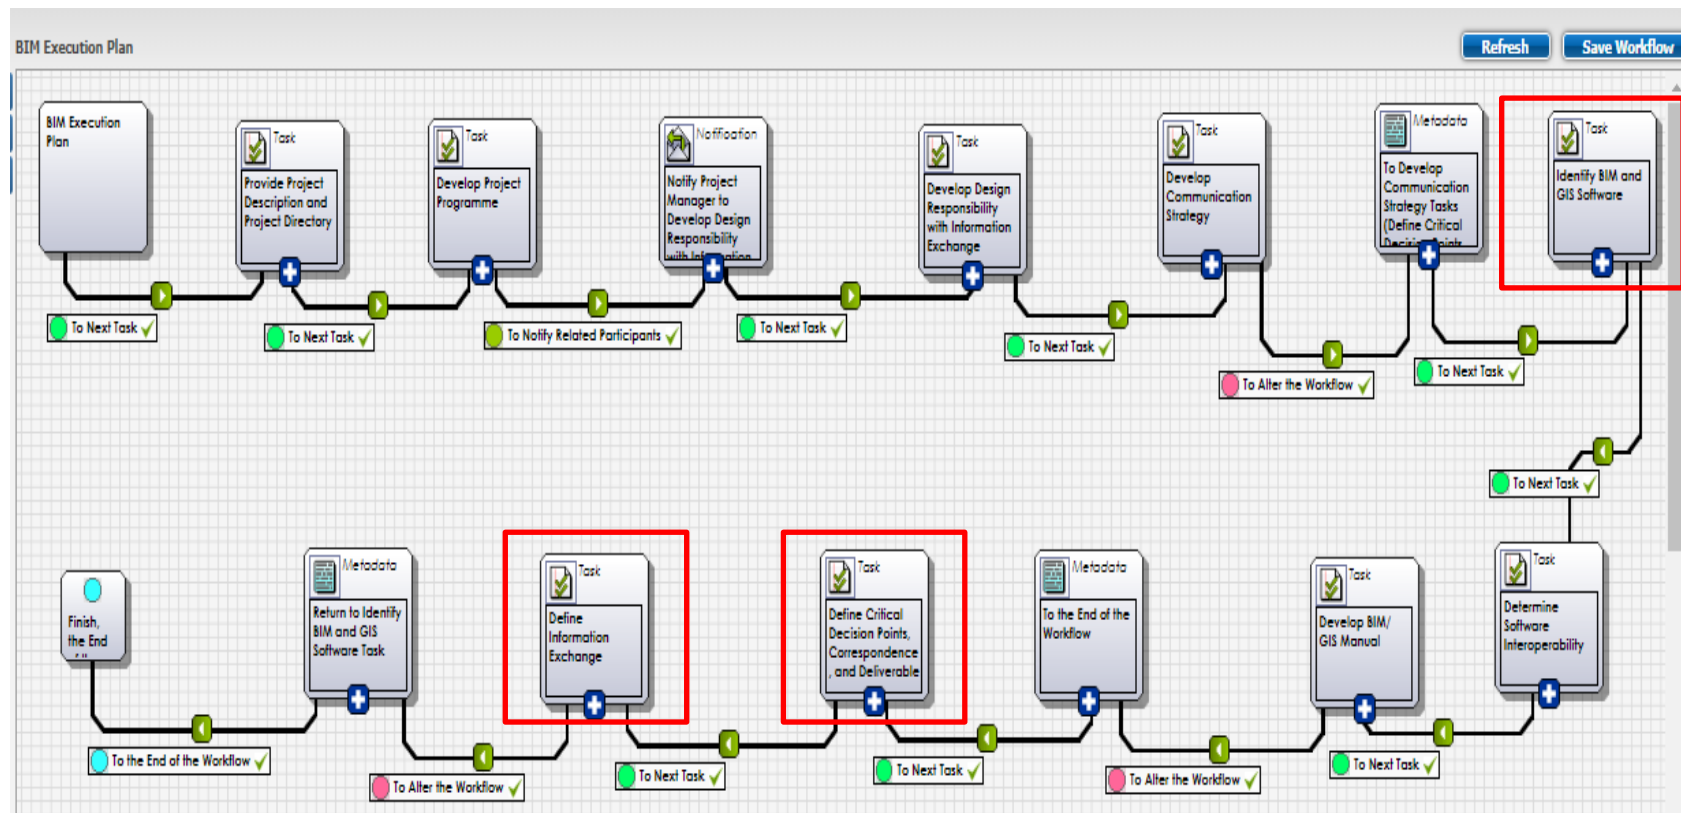 BIM Execution Plan
Refresh
Save Workflow
BIM Execution
Plan
Task
Provide Project
Description and
Project Directory
Task
Develop Project
Programme
Notification
Notify Project
Manager to
Develop Design
Responsibility
with Information
Task
Develop Design
Responsibility
with Information
Exchange
Task
Develop
Communication
Strategy
Metadata
To Develop
Communication
Strategy Tasks
(Define Critical
Decision Points
Task
Identify BIM and
GIS Software
To Next Task
To Next Task
To Notify Related Participants
To Next Task
To Next Task
To Alter the Workflow
To Next Task
To Next Task
Finish,
the End
Metadata
Return to Identify
BIM and GIS
Software Task
Task
Define
Information
Exchange
Task
Define Critical
Decision Points,
Correspondence
, and Deliverable
Metadata
To the End of the
Workflow
Task
Develop BIM/
GIS Manual
Task
Determine
Software
Interoperability
To the End of the Workflow
To Alter the Workflow
To Next Task
To Next Task
To Alter the Workflow
To Next Task